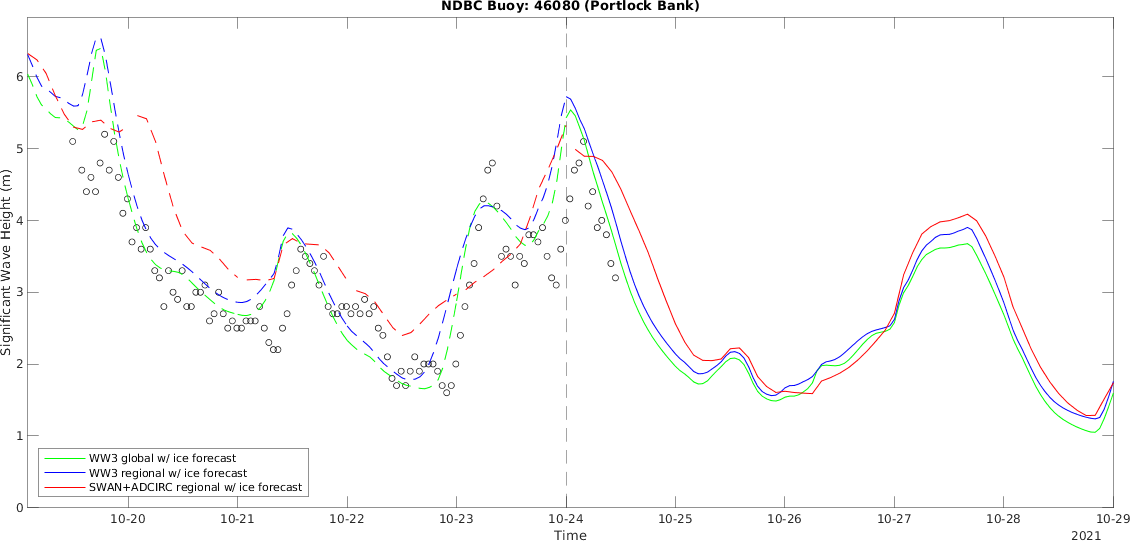 NDBC Buoy: 46080 (Portlock Bank)
Significant Wave Height (m)
6
5
4
3
2
1
0
WW3 global w/ ice forecast
WW3 regional w/ ice forecast
SWAN+ADCIRC regional w/ ice forecast
10-20 10-21 10-22 10-23 10-24 10-25 10-26 10-27 10-28 10-29
Time
2021